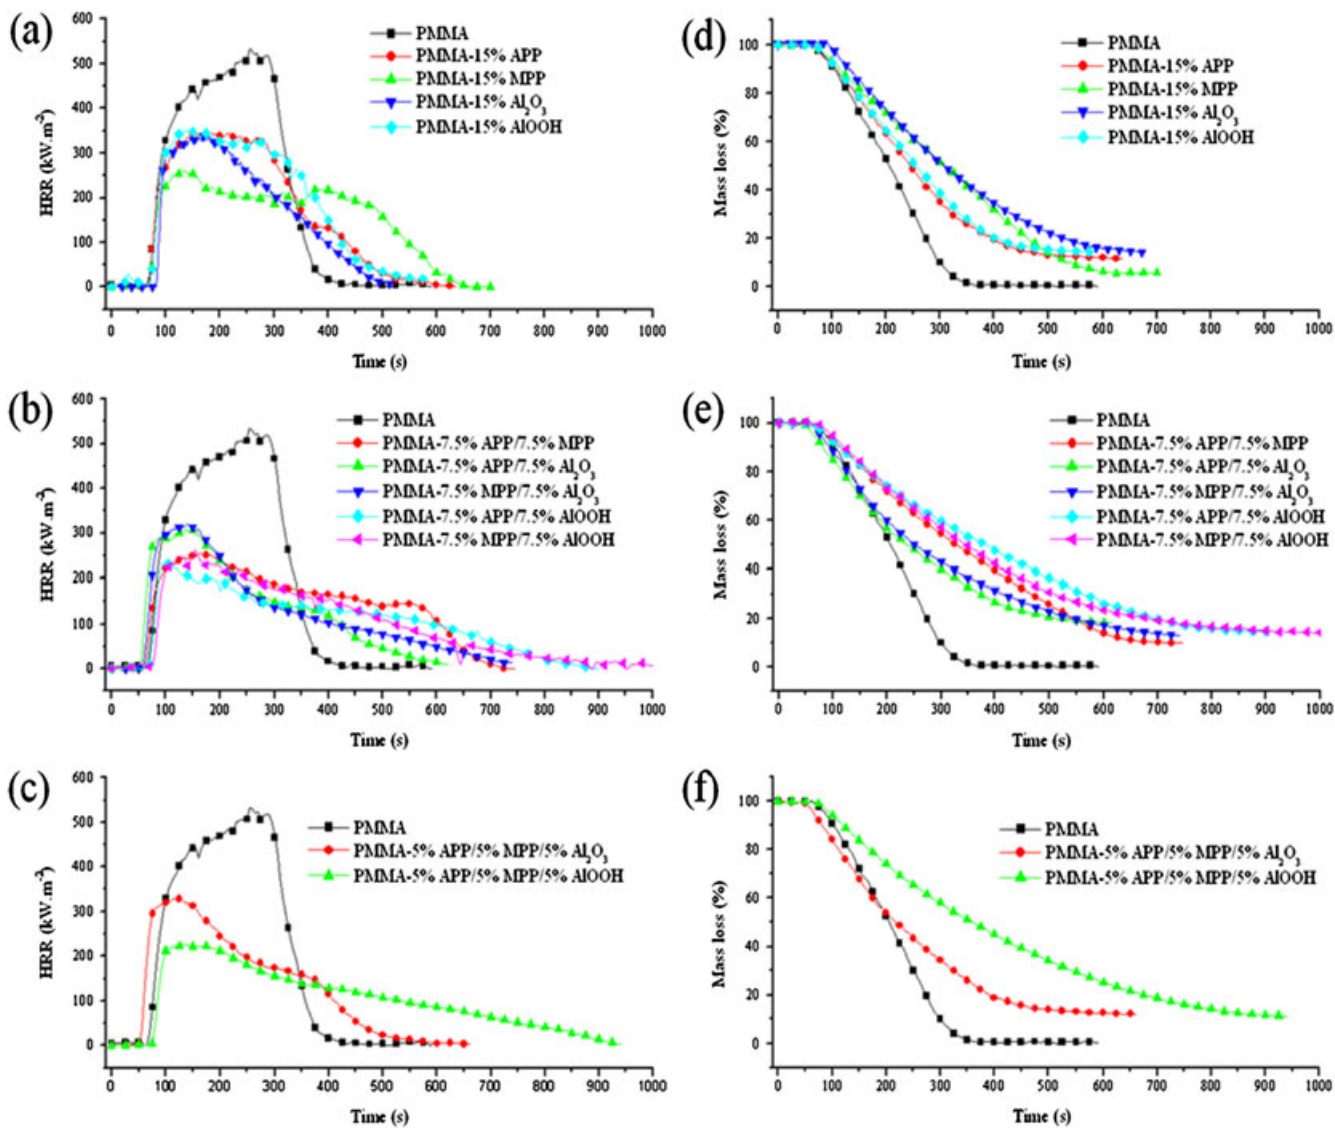 (a)
HRR (kW.m-2)
600
500
400
300
200
100
0
PMMA
PMMA-15% APP
PMMA-15% MPP
PMMA-15% Al2O3
PMMA-15% AlOOH
0 100 200 300 400 500 600 700 800 900 1000
Time (s)
(d)
Mass loss (%)
100
80
60
40
20
0
PMMA
PMMA-15% APP
PMMA-15% MPP
PMMA-15% Al2O3
PMMA-15% AlOOH
0 100 200 300 400 500 600 700 800 900 1000
Time (s)
(b)
HRR (kW.m-2)
600
500
400
300
200
100
0
PMMA
PMMA-7.5% APP/7.5% MPP
PMMA-7.5% APP/7.5% Al2O3
PMMA-7.5% MPP/7.5% Al2O3
PMMA-7.5% APP/7.5% AlOOH
PMMA-7.5% MPP/7.5% AlOOH
0 100 200 300 400 500 600 700 800 900 1000
Time (s)
(e)
Mass loss (%)
100
80
60
40
20
0
PMMA
PMMA-7.5% APP/7.5% MPP
PMMA-7.5% APP/7.5% Al2O3
PMMA-7.5% MPP/7.5% Al2O3
PMMA-7.5% APP/7.5% AlOOH
PMMA-7.5% MPP/7.5% AlOOH
0 100 200 300 400 500 600 700 800 900 1000
Time (s)
(c)
HRR (kW.m-2)
600
500
400
300
200
100
0
PMMA
PMMA-5% APP/5% MPP/5% Al2O3
PMMA-5% APP/5% MPP/5% AlOOH
0 100 200 300 400 500 600 700 800 900 1000
Time (s)
(f)
Mass loss (%)
100
80
60
40
20
0
PMMA
PMMA-5% APP/5% MPP/5% Al2O3
PMMA-5% APP/5% MPP/5% AlOOH
0 100 200 300 400 500 600 700 800 900 1000
Time (s)